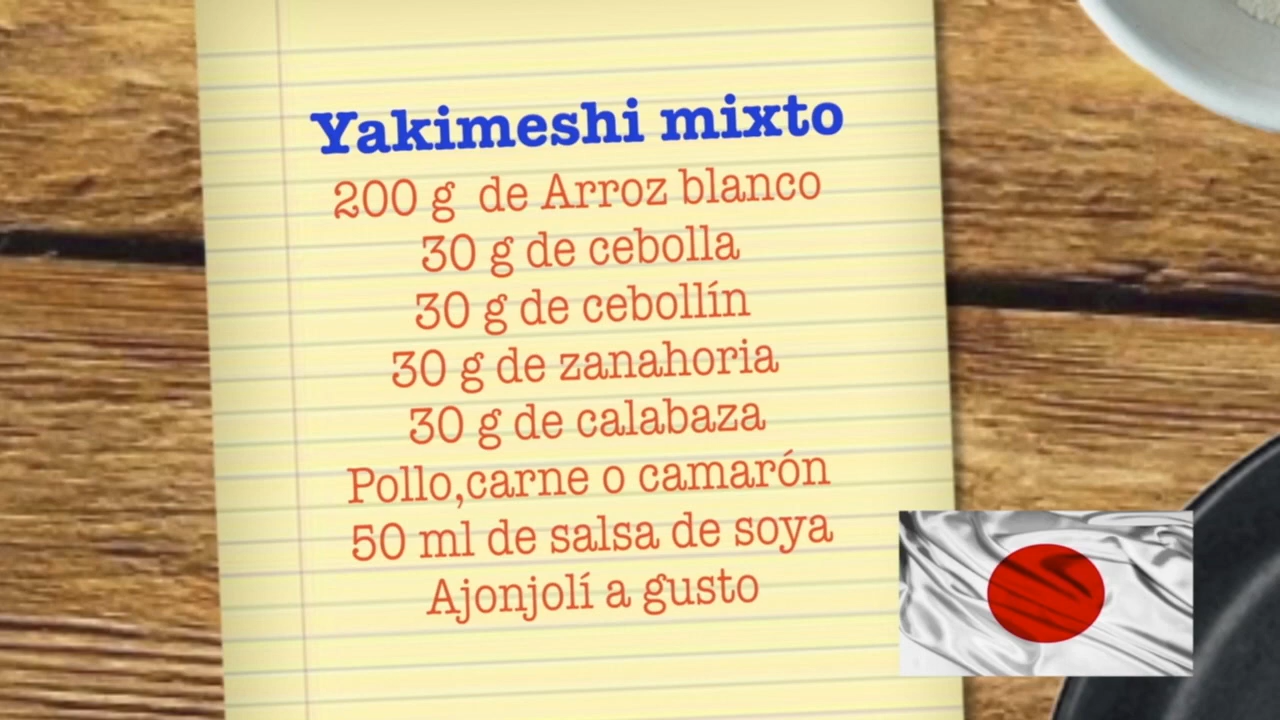 Yakimeshi mixto
200 g  de Arroz blanco
30 g de cebolla
30 g de cebollín
30 g de zanahoria
30 g de calabaza
Pollo,carne o camarón
50 ml de salsa de soya
Ajonjolí a gusto